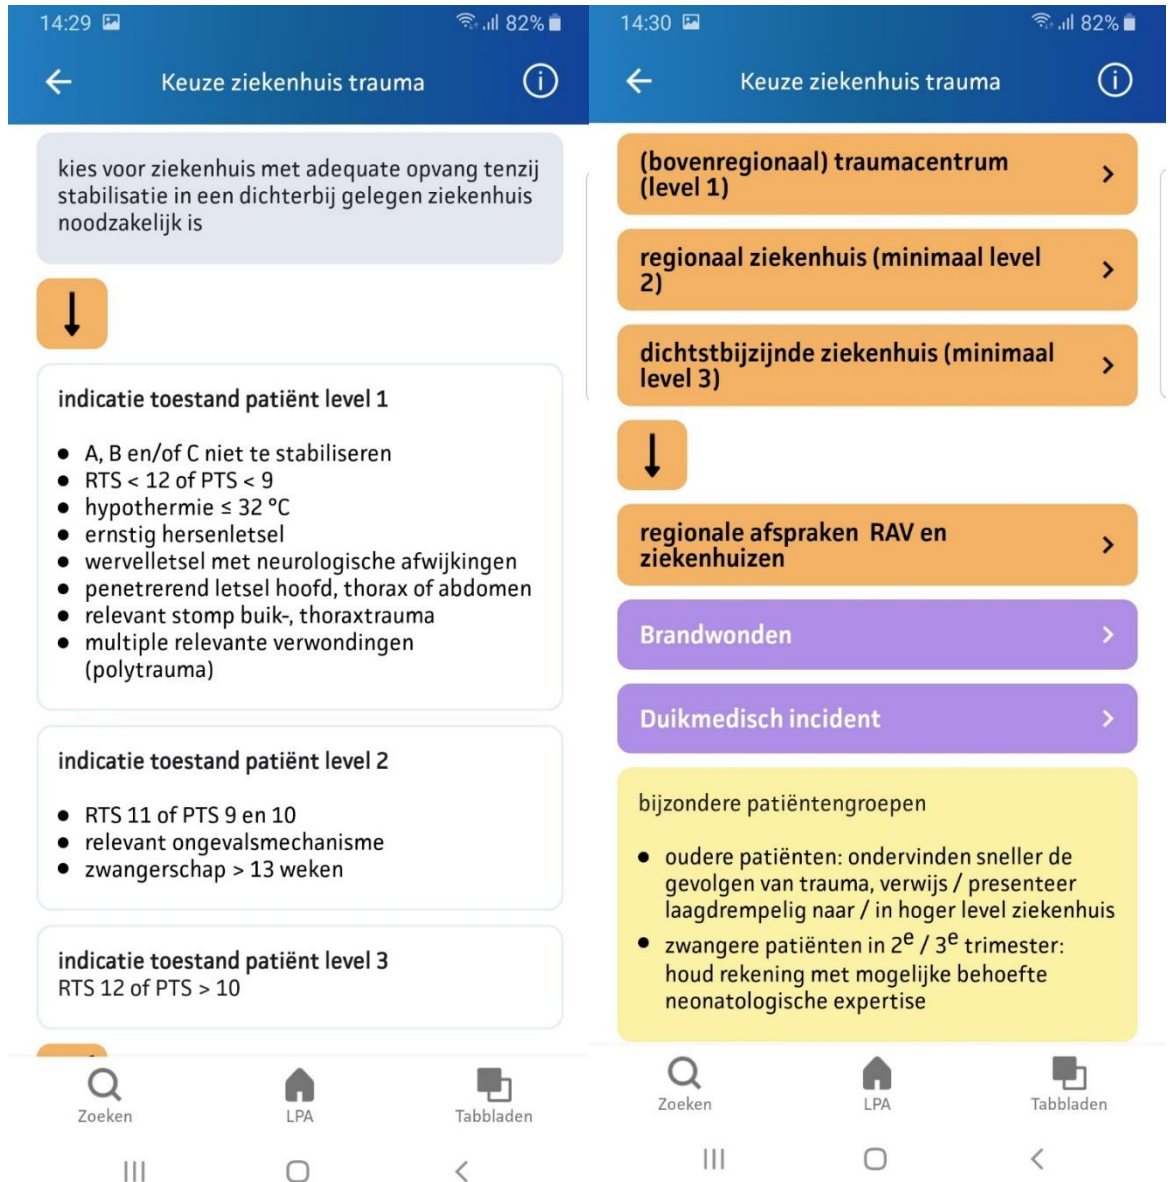 14:29
82%
Keuze ziekenhuis trauma
kies voor ziekenhuis met adequate opvang tenzij
stabilisatie in een dichterbij gelegen ziekenhuis
noodzakelijk is
indicatie toestand patiënt level 1
• A, B en/of C niet te stabiliseren
• RTS < 12 of PTS < 9
• hypothermie ≤ 32 °C
• ernstig hersenletsel
• wervelletsel met neurologische afwijkingen
• penetrerend letsel hoofd, thorax of abdomen
• relevant stomp buik-, thoraxtrauma
• multiple relevante verwondingen
(polytrauma)
indicatie toestand patiënt level 2
• RTS 11 of PTS 9 en 10
• relevant ongevalsmechanisme
• zwangerschap > 13 weken
indicatie toestand patiënt level 3
RTS 12 of PTS > 10
Zoeken
LPA
Tabbladen
14:30
82%
Keuze ziekenhuis trauma
(bovenregionaal) traumacentrum
(level 1)
regionaal ziekenhuis (minimaal level
2)
dichtstbijzijnde ziekenhuis (minimaal
level 3)
regionale afspraken RAV en
ziekenhuizen
Brandwonden
Duikmedisch incident
bijzondere patiëntengroepen
• oudere patiënten: ondervinden sneller de
gevolgen van trauma, verwijs / presenteer
laagdrempelig naar / in hoger level ziekenhuis
• zwangere patiënten in 2e / 3e trimester:
houd rekening met mogelijke behoefte
neonatologische expertise
Zoeken
LPA
Tabbladen